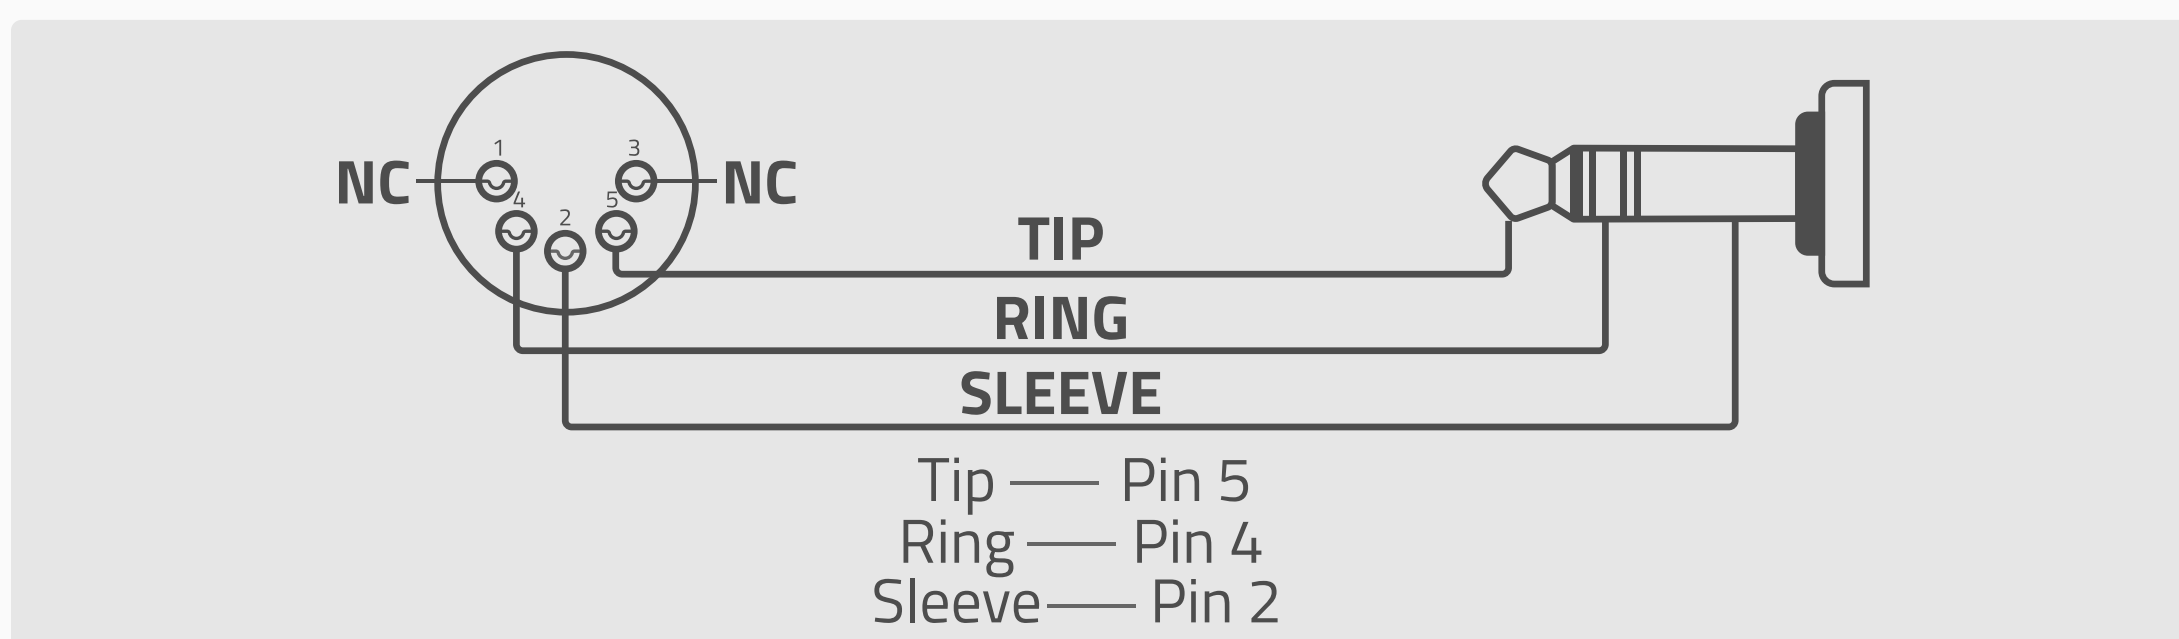 1 3
NC NC
4 5
2
TIP
RING
SLEEVE
Tip — Pin 5
Ring — Pin 4
Sleeve — Pin 2